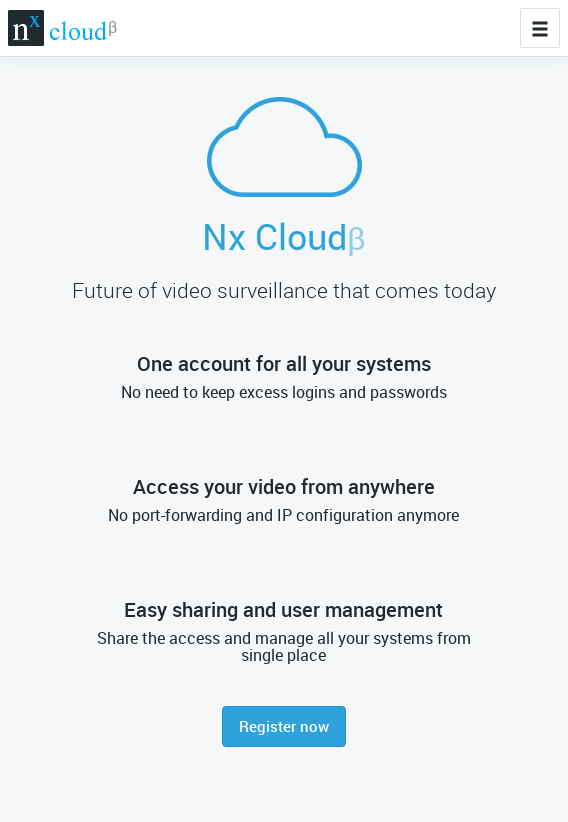 nx cloudβ
Nx Cloudβ
Future of video surveillance that comes today
One account for all your systems
No need to keep excess logins and passwords
Access your video from anywhere
No port-forwarding and IP configuration anymore
Easy sharing and user management
Share the access and manage all your systems from
single place
Register now